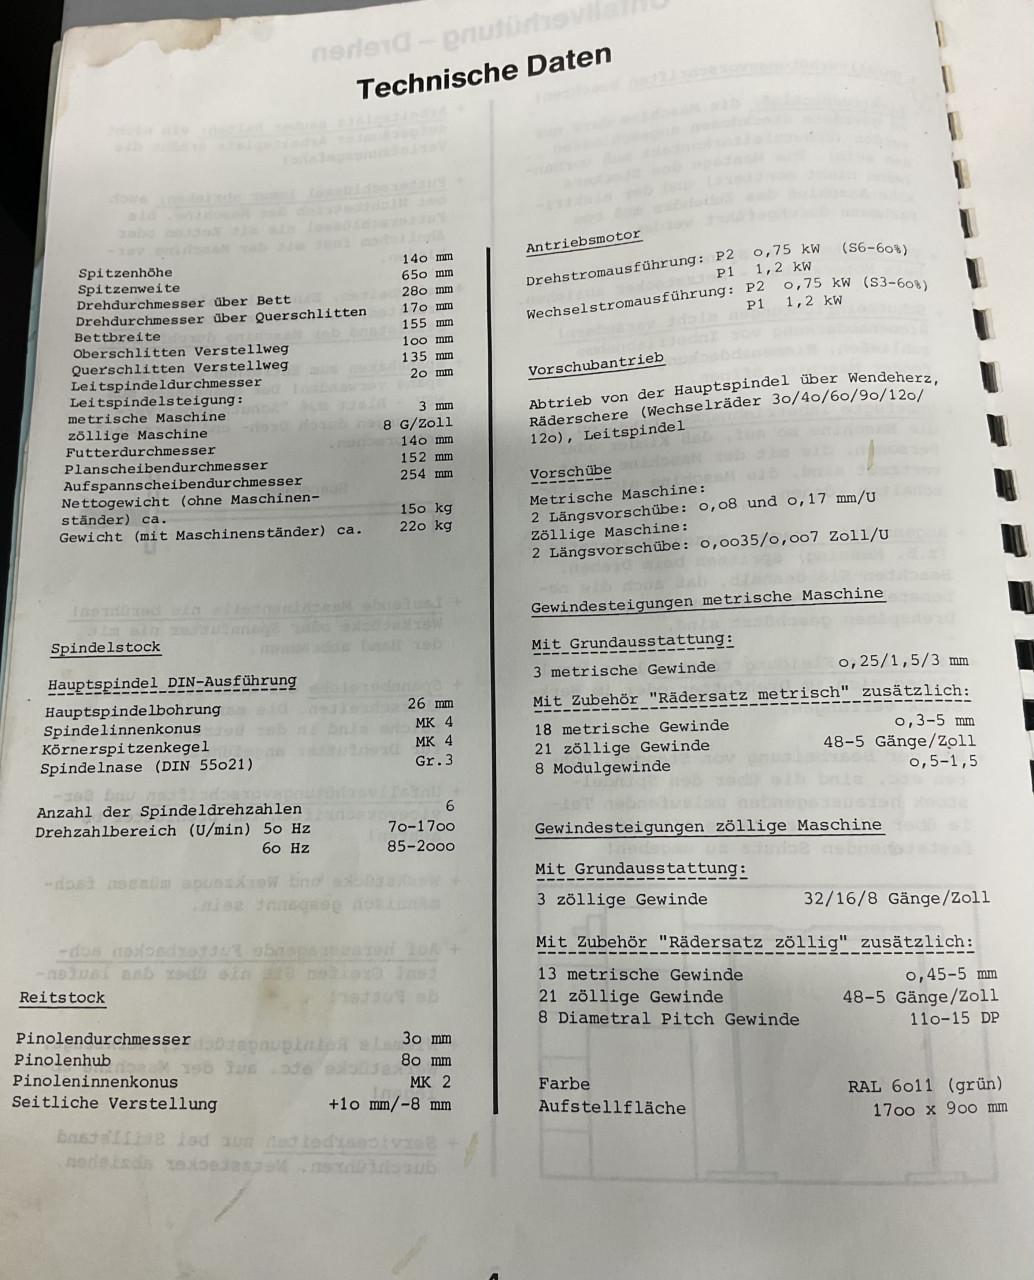 Technische Daten
Spitzenhöhe 14o mm
Spitzenweite 65o mm
Drehdurchmesser über Bett 28o mm
Drehdurchmesser über Querschlitten 17o mm
Bettbreite 155 mm
Oberschlitten Verstellweg 1oo mm
Querschlitten Verstellweg 135 mm
Leitspindeldurchmesser 2o mm
Leitspindelsteigung:
metrische Maschine 3 mm
zöllige Maschine 8 G/Zoll
Futterdurchmesser 14o mm
Planscheibendurchmesser 152 mm
Aufspannscheibendurchmesser 254 mm
Nettogewicht (ohne Maschinen-
ständer) ca. 15o kg
Gewicht (mit Maschinenständer) ca. 22o kg
Spindelstock
Hauptspindel DIN-Ausführung
Hauptspindelbohrung 26 mm
Spindelinnenkonus MK 4
Körnerspitzenkegel MK 4
Spindelnase (DIN 55o21) Gr.3
Anzahl der Spindeldrehzahlen 6
Drehzahlbereich (U/min) 5o Hz 7o-17oo
6o Hz 85-2ooo
Reitstock
Pinolendurchmesser 3o mm
Pinolenhub 8o mm
Pinoleninnenkonus MK 2
Seitliche Verstellung +1o mm/-8 mm
Antriebsmotor
Drehstromausführung: P2 o,75 kW (S6-6o%)
P1 1,2 kW
Wechselstromausführung: P2 o,75 kW (S3-6o%)
P1 1,2 kW
Vorschubantrieb
Abtrieb von der Hauptspindel über Wendeherz,
Räderschere (Wechselräder 3o/4o/6o/9o/12o/
12o), Leitspindel
Vorschübe
Metrische Maschine:
2 Längsvorschübe: o,o8 und o,17 mm/U
Zöllige Maschine:
2 Längsvorschübe: o,oo35/o,oo7 Zoll/U
Gewindesteigungen metrische Maschine
Mit Grundausstattung:
3 metrische Gewinde o,25/1,5/3 mm
Mit Zubehör "Rädersatz metrisch" zusätzlich:
18 metrische Gewinde o,3-5 mm
21 zöllige Gewinde 48-5 Gänge/Zoll
8 Modulgewinde o,5-1,5
Gewindesteigungen zöllige Maschine
Mit Grundausstattung:
3 zöllige Gewinde 32/16/8 Gänge/Zoll
Mit Zubehör "Rädersatz zöllig" zusätzlich:
13 metrische Gewinde o,45-5 mm
21 zöllige Gewinde 48-5 Gänge/Zoll
8 Diametral Pitch Gewinde 11o-15 DP
Farbe RAL 6o11 (grün)
Aufstellfläche 17oo x 9oo mm